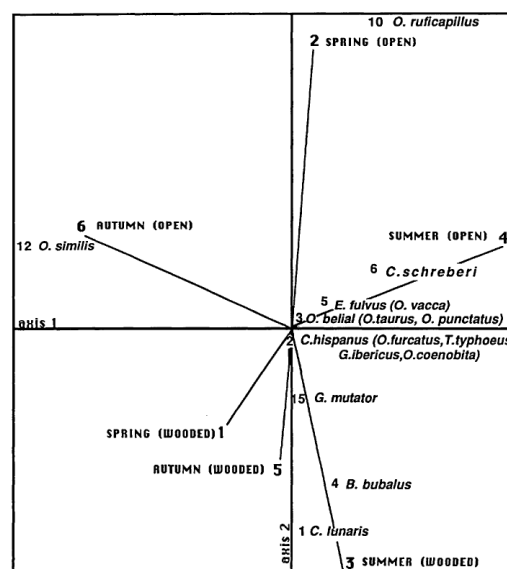 10 O. ruficapillus
2 SPRING (OPEN)
6 AUTUMN (OPEN)
SUMMER (OPEN) 4
12 O. similis
6 C.schreberi
5 E. fulvus (O. vacca)
3 O. belial (O.taurus, O. punctatus)
axis 1
2 C.hispanus (O.furcatus,T.typhoeus
G.ibericus,O.coenobita)
15 G. mutator
SPRING (WOODED) 1
AUTUMN (WOODED) 5
4 B. bubalus
1 C. lunaris
axis 2
3 SUMMER (WOODED)